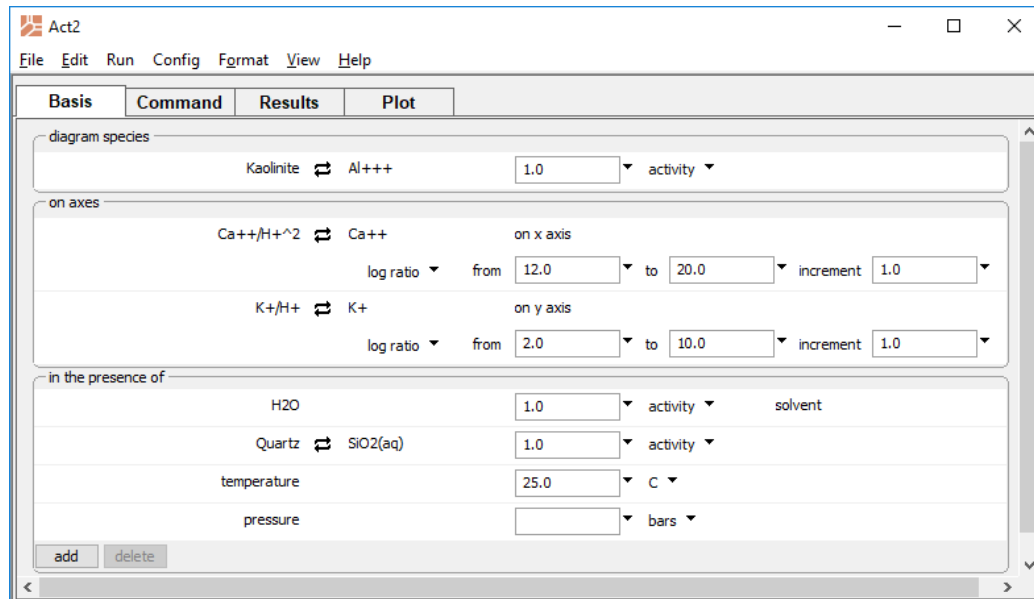 Act2
File Edit Run Config Format View Help
Basis Command Results Plot
diagram species
Kaolinite Al+++ 1.0 activity
on axes
Ca++/H+^2 Ca++ on x axis
log ratio from 12.0 to 20.0 increment 1.0
K+/H+ K+ on y axis
log ratio from 2.0 to 10.0 increment 1.0
in the presence of
H2O 1.0 activity solvent
Quartz SiO2(aq) 1.0 activity
temperature 25.0 C
pressure bars
add delete